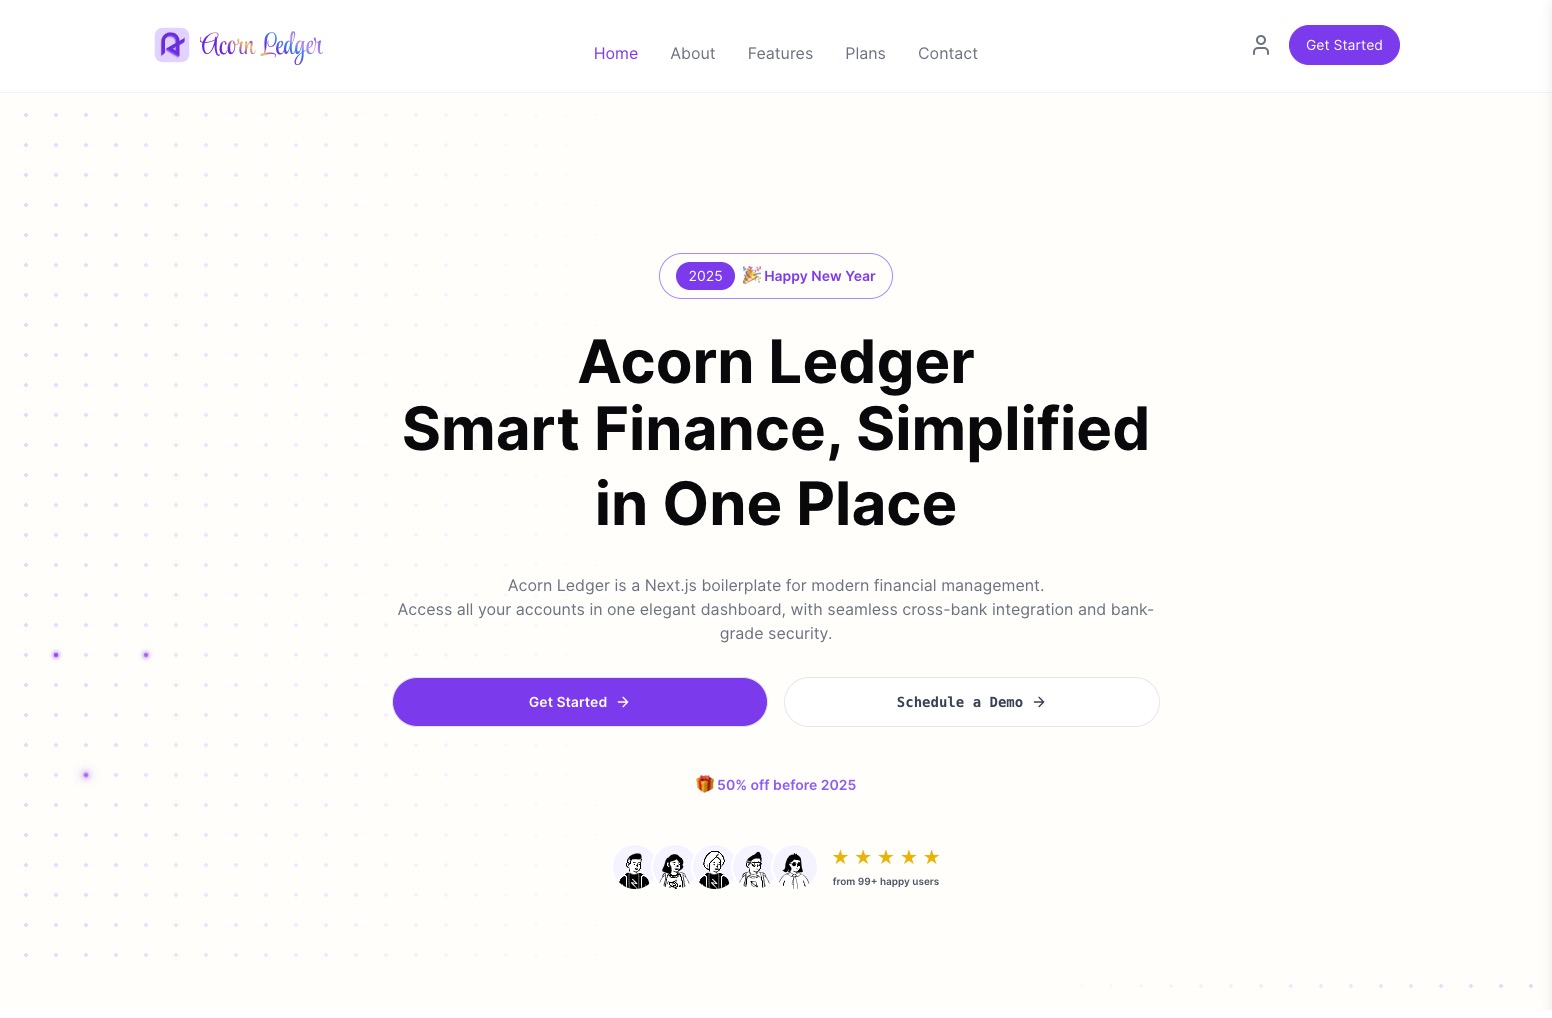 Acorn Ledger
Home About Features Plans Contact
Get Started
2025 🎉 Happy New Year
Acorn Ledger
Smart Finance, Simplified
in One Place
Acorn Ledger is a Next.js boilerplate for modern financial management.
Access all your accounts in one elegant dashboard, with seamless cross-bank integration and bank-
grade security.
Get Started →
Schedule a Demo →
🎁 50% off before 2025
★ ★ ★ ★ ★
from 99+ happy users